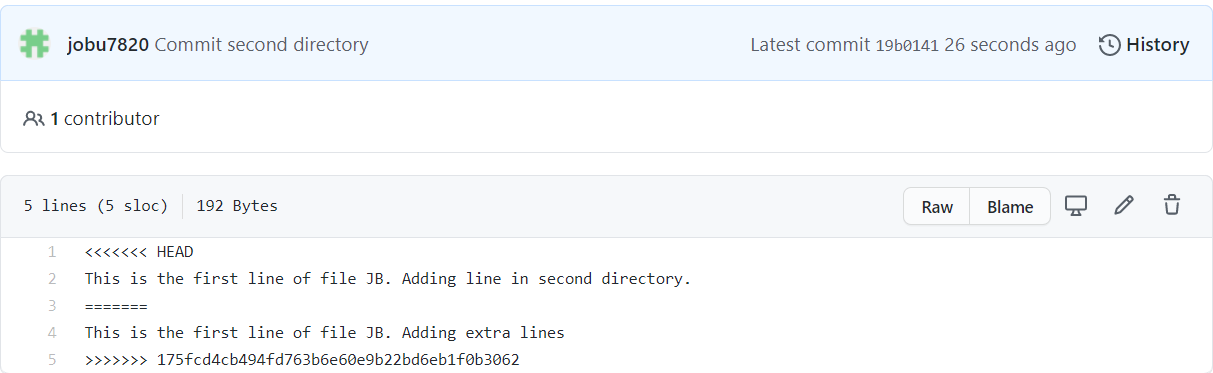 jobu7820 Commit second directory Latest commit 19b0141 26 seconds ago History
1 contributor
5 lines (5 sloc) 192 Bytes Raw Blame
1 <<<<<<< HEAD
2 This is the first line of file JB. Adding line in second directory.
3 =======
4 This is the first line of file JB. Adding extra lines
5 >>>>>>> 175fcd4cb494fd763b6e60e9b22bd6eb1f0b3062